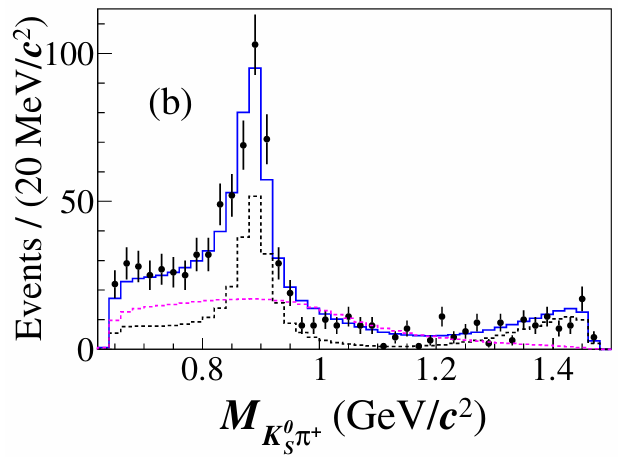 Events / (20 MeV/c²)
100
50
0
(b)
0.8 1 1.2 1.4
M_{K_S^0π⁺} (GeV/c²)